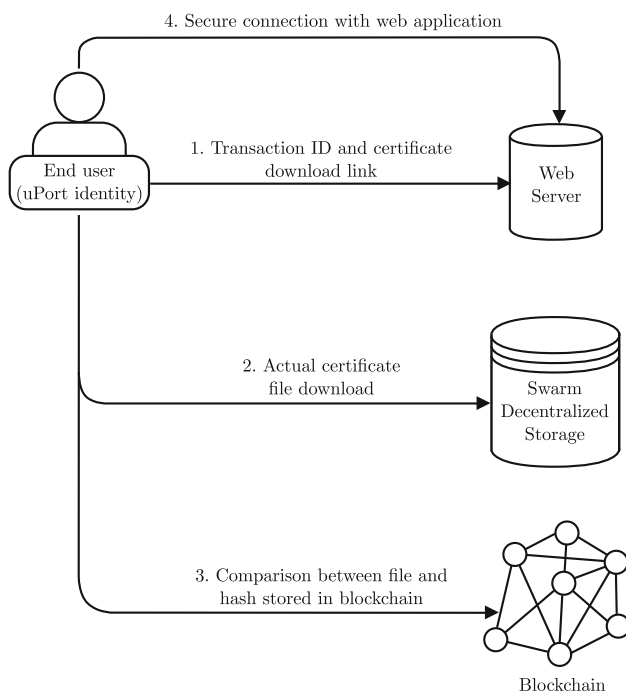 4. Secure connection with web application
End user
(uPort identity)
1. Transaction ID and certificate
download link
Web
Server
2. Actual certificate
file download
Swarm
Decentralized
Storage
3. Comparison between file and
hash stored in blockchain
Blockchain